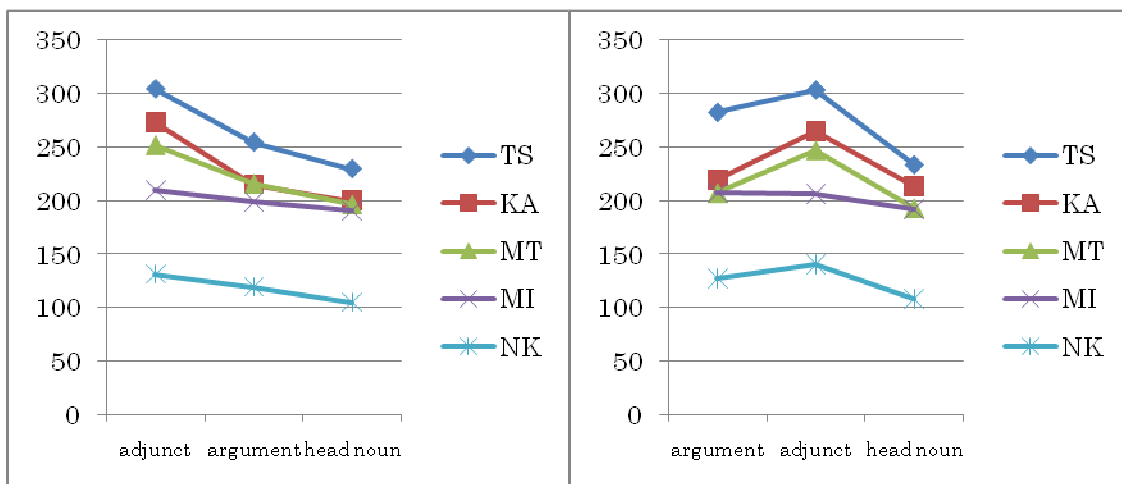 350
300
250
200
150
100
50
0
adjunct argument head noun
TS
KA
MT
MI
NK
350
300
250
200
150
100
50
0
argument adjunct head noun
TS
KA
MT
MI
NK